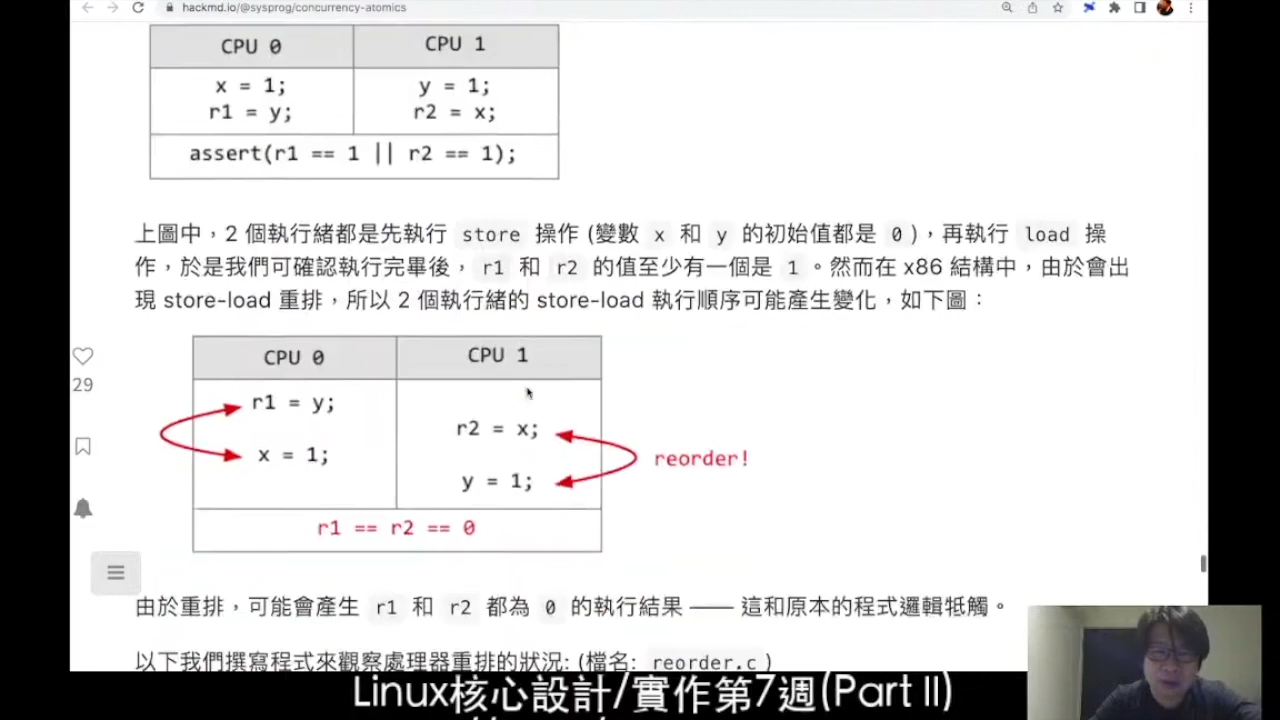 hackmd.io/@sysprog/concurrency-atomics
CPU 0 CPU 1
x = 1; y = 1;
r1 = y; r2 = x;
assert(r1 == 1 || r2 == 1);
上圖中，2 個執行緒都是先執行 store 操作 (變數 x 和 y 的初始值都是 0 )，再執行 load 操
作，於是我們可確認執行完畢後， r1 和 r2 的值至少有一個是 1 。然而在 x86 結構中，由於會出
現 store-load 重排，所以 2 個執行緒的 store-load 執行順序可能產生變化，如下圖：
CPU 0 CPU 1
r1 = y;
r2 = x;
x = 1;
reorder!
y = 1;
r1 == r2 == 0
29
由於重排，可能會產生 r1 和 r2 都為 0 的執行結果 —— 這和原本的程式邏輯牴觸。
以下我們撰寫程式來觀察處理器重排的狀況: (檔名: reorder.c )
Linux核心設計/實作第7週(Part II)